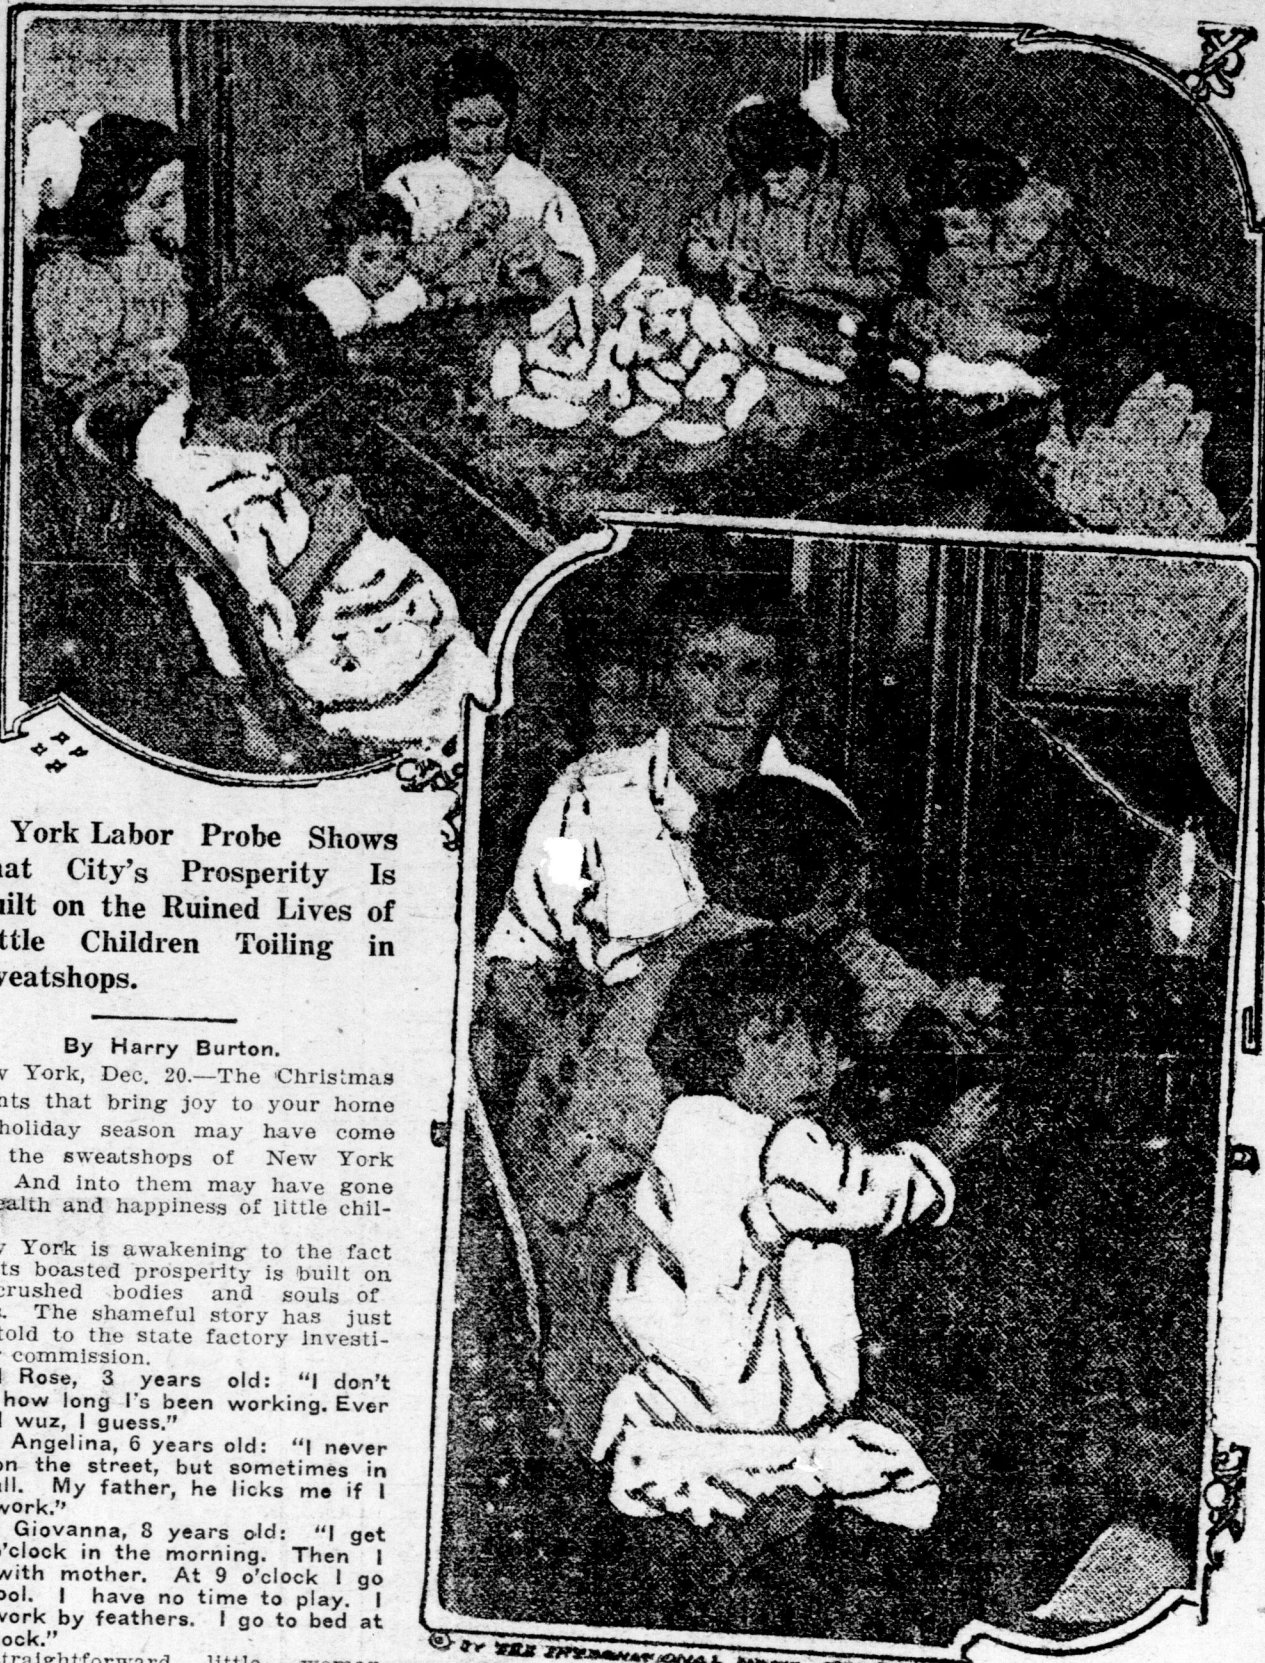 York Labor Probe Shows
at City's Prosperity Is
uilt on the Ruined Lives of
ttle Children Toiling in
weatshops.
By Harry Burton.
w York, Dec. 20.—The Christmas
nts that bring joy to your home
holiday season may have come
the sweatshops of New York
And into them may have gone
ealth and happiness of little chil-
York is awakening to the fact
ts boasted prosperity is built on
crushed bodies and souls of
The shameful story has just
told to the state factory investi-
commission.
Rose, 3 years old: "I don't
how long I's been working. Ever
I wuz, I guess."
Angelina, 6 years old: "I never
on the street, but sometimes in
all. My father, he licks me if I
work."
Giovanna, 8 years old: "I get
o'clock in the morning. Then I
with mother. At 9 o'clock I go
ool. I have no time to play. I
work by feathers. I go to bed at
ock."
traightforward little woman
© BY THE INTERNATIONAL